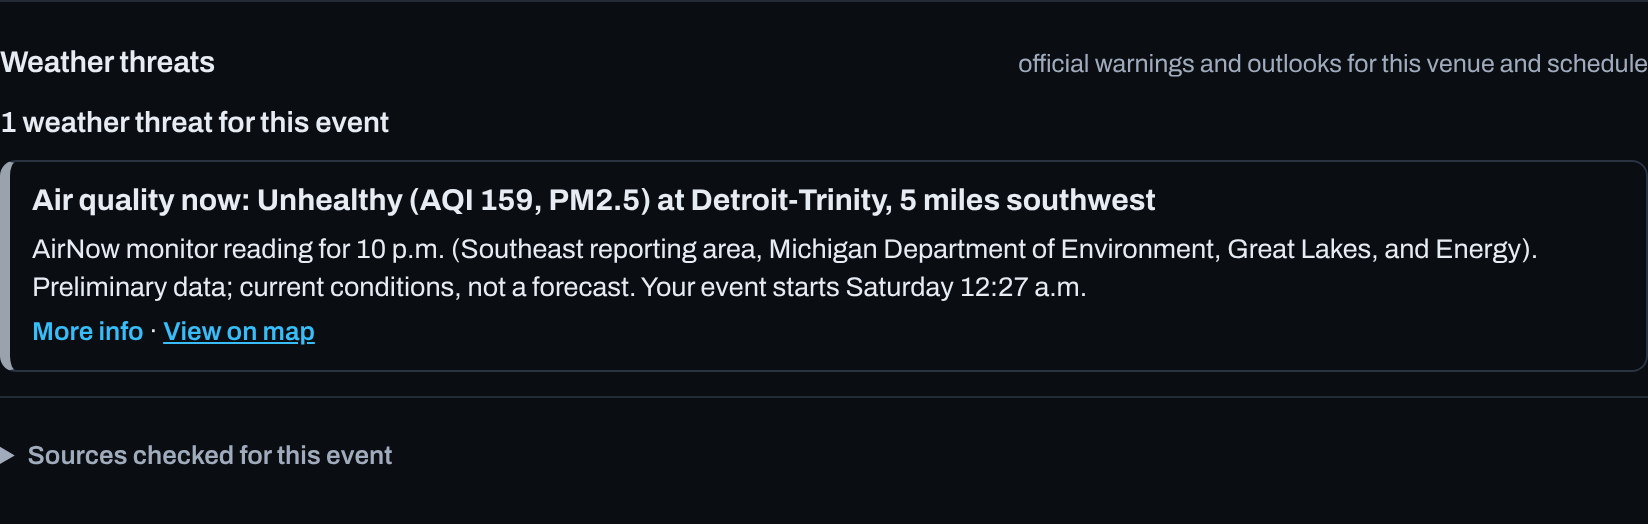 Weather threats
official warnings and outlooks for this venue and schedule
1 weather threat for this event
Air quality now: Unhealthy (AQI 159, PM2.5) at Detroit-Trinity, 5 miles southwest
AirNow monitor reading for 10 p.m. (Southeast reporting area, Michigan Department of Environment, Great Lakes, and Energy).
Preliminary data; current conditions, not a forecast. Your event starts Saturday 12:27 a.m.
More info · View on map
Sources checked for this event